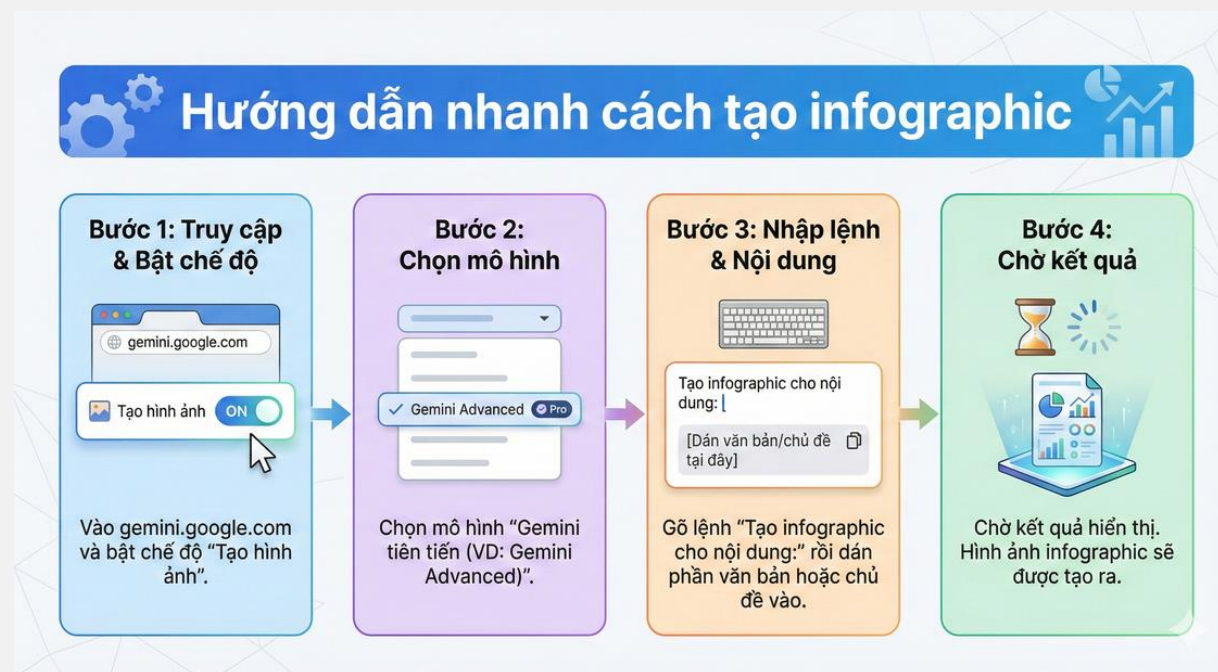 Hướng dẫn nhanh cách tạo infographic
Bước 1: Truy cập
& Bật chế độ
gemini.google.com
Tạo hình ảnh ON
Vào gemini.google.com
và bật chế độ “Tạo hình
ảnh”.
Bước 2:
Chọn mô hình
Gemini Advanced Pro
Chọn mô hình “Gemini
tiên tiến (VD: Gemini
Advanced)”.
Bước 3: Nhập lệnh
& Nội dung
Tạo infographic cho nội
dung:
[Dán văn bản/chủ đề
tại đây]
Gõ lệnh “Tạo infographic
cho nội dung:” rồi dán
phần văn bản hoặc chủ
đề vào.
Bước 4:
Chờ kết quả
Chờ kết quả hiển thị.
Hình ảnh infographic sẽ
được tạo ra.